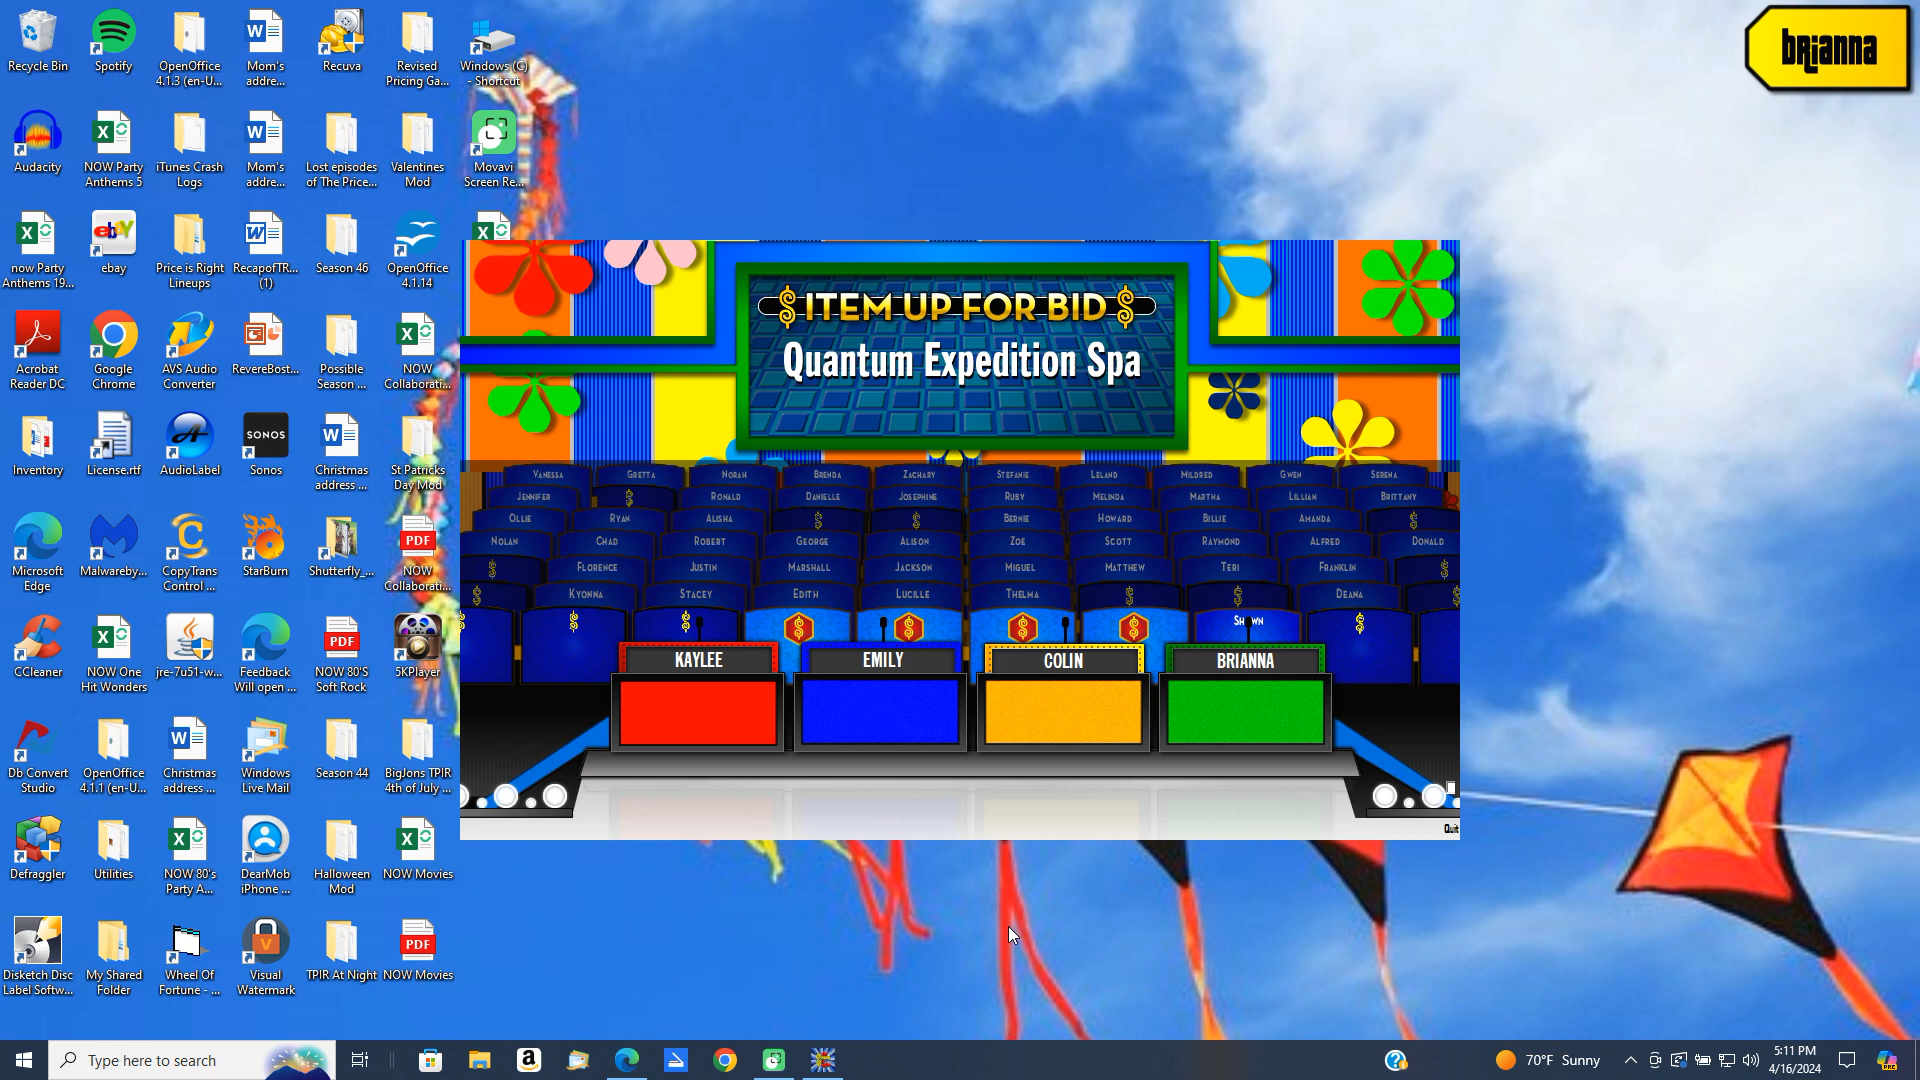 Recycle Bin
Spotify
OpenOffice
4.1.3 (en-U...
Mom's
addre...
Recuva
Revised
Pricing Ga...
Windows (C)
- Shortcut
brianna
Audacity
NOW Party
Anthems 5
iTunes Crash
Logs
Mom's
addre...
Lost episodes
of The Price...
Valentines
Mod
Movavi
Screen Re...
now Party
Anthems 19...
ebay
Price is Right
Lineups
RecapofTR...
(1)
Season 46
OpenOffice
4.1.14
Acrobat
Reader DC
Google
Chrome
AVS Audio
Converter
RevereBost...
Possible
Season ...
NOW
Collaborati...
Inventory
License.rtf
AudioLabel
SONOS
Sonos
Christmas
address ...
St Patricks
Day Mod
Microsoft
Edge
Malwareby...
CopyTrans
Control ...
StarBurn
Shutterfly_...
PDF
NOW
Collaborati...
CCleaner
NOW One
Hit Wonders
jre-7u51-w...
Feedback
Will open ...
PDF
NOW 80'S
Soft Rock
5KPlayer
Db Convert
Studio
OpenOffice
4.1.1 (en-U...
Christmas
address ...
Windows
Live Mail
Season 44
BigJons TPIR
4th of July ...
Defraggler
Utilities
NOW 80's
Party A...
DearMob
iPhone ...
Halloween
Mod
NOW Movies
Disketch Disc
Label Softw...
My Shared
Folder
Wheel Of
Fortune - ...
Visual
Watermark
TPIR At Night
PDF
NOW Movies
$ ITEM UP FOR BID $
Quantum Expedition Spa
VANESSA GRETTA NORAH BRENDA ZACHARY STEFANIE LELAND MILDRED GWEN SERENA
JENNIFER RONALD DANIELLE JOSEPHINE RUBY MELINDA MARTHA LILLIAN BRITTANY
OLLIE RYAN ALISHA BERNIE HOWARD BILLIE AMANDA
NOLAN CHAD ROBERT GEORGE ALISON ZOE SCOTT RAYMOND ALFRED DONALD
FLORENCE JUSTIN MARSHALL JACKSON MIGUEL MATTHEW TERI FRANKLIN
KYONNA STACEY EDITH LUCILLE THELMA DEANA
KAYLEE EMILY COLIN BRIANNA
Quit
Type here to search
70°F Sunny
5:11 PM
4/16/2024